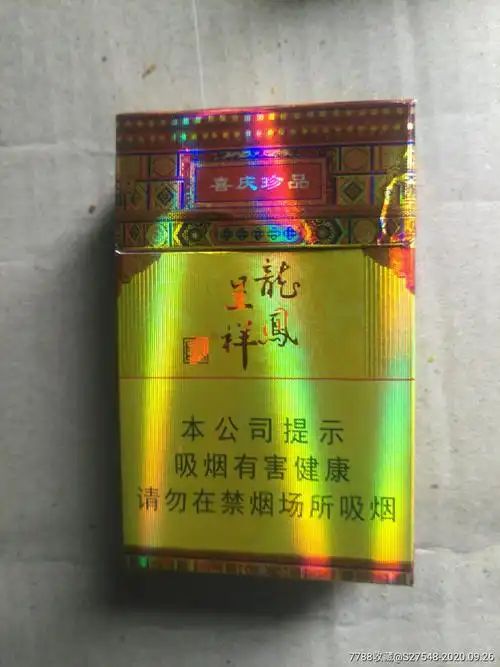 喜庆珍品
龍鳳
呈祥
本公司提示
吸烟有害健康
请勿在禁烟场所吸烟
7788收藏@S27548-2020.09.26